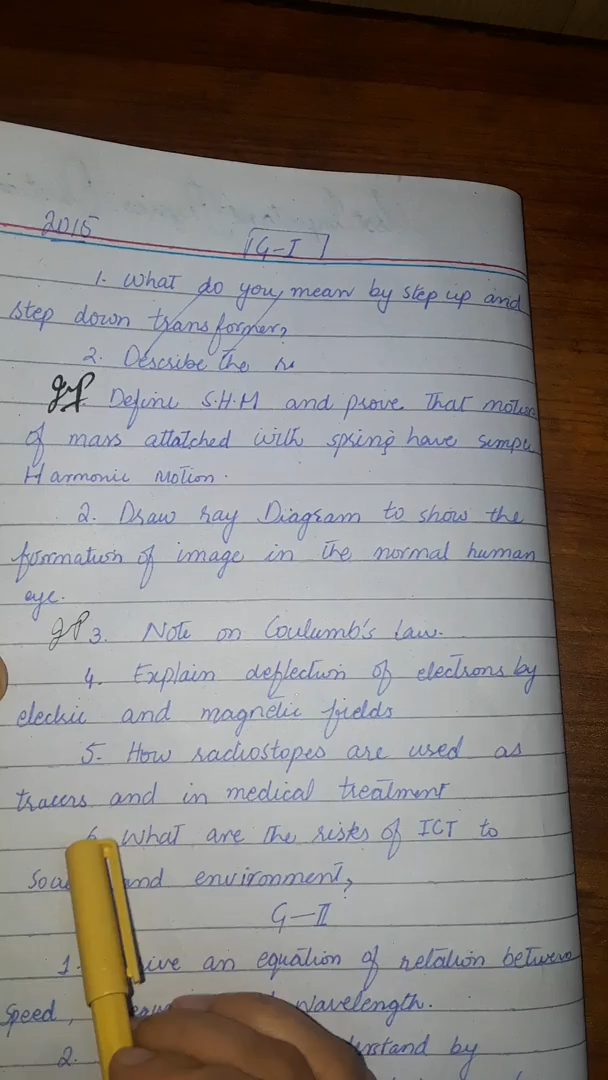 2015
G-I
1. What do you mean by step up and
step down transformer?
2. Describe the
Define S.H.M and prove that motion
of mass attatched with spring have simple
Harmonic Motion.
2. Draw ray Diagram to show the
formation of image in the normal human
eye.
3. Note on Coulumb's Law.
4. Explain deflection of electrons by
electric and magnetic fields
5. How radiostopes are used as
tracers and in medical treatment
6. What are the risks of ICT to
and environment?
G-II
1. an equation of relation between
Speed, wavelength.
2. by